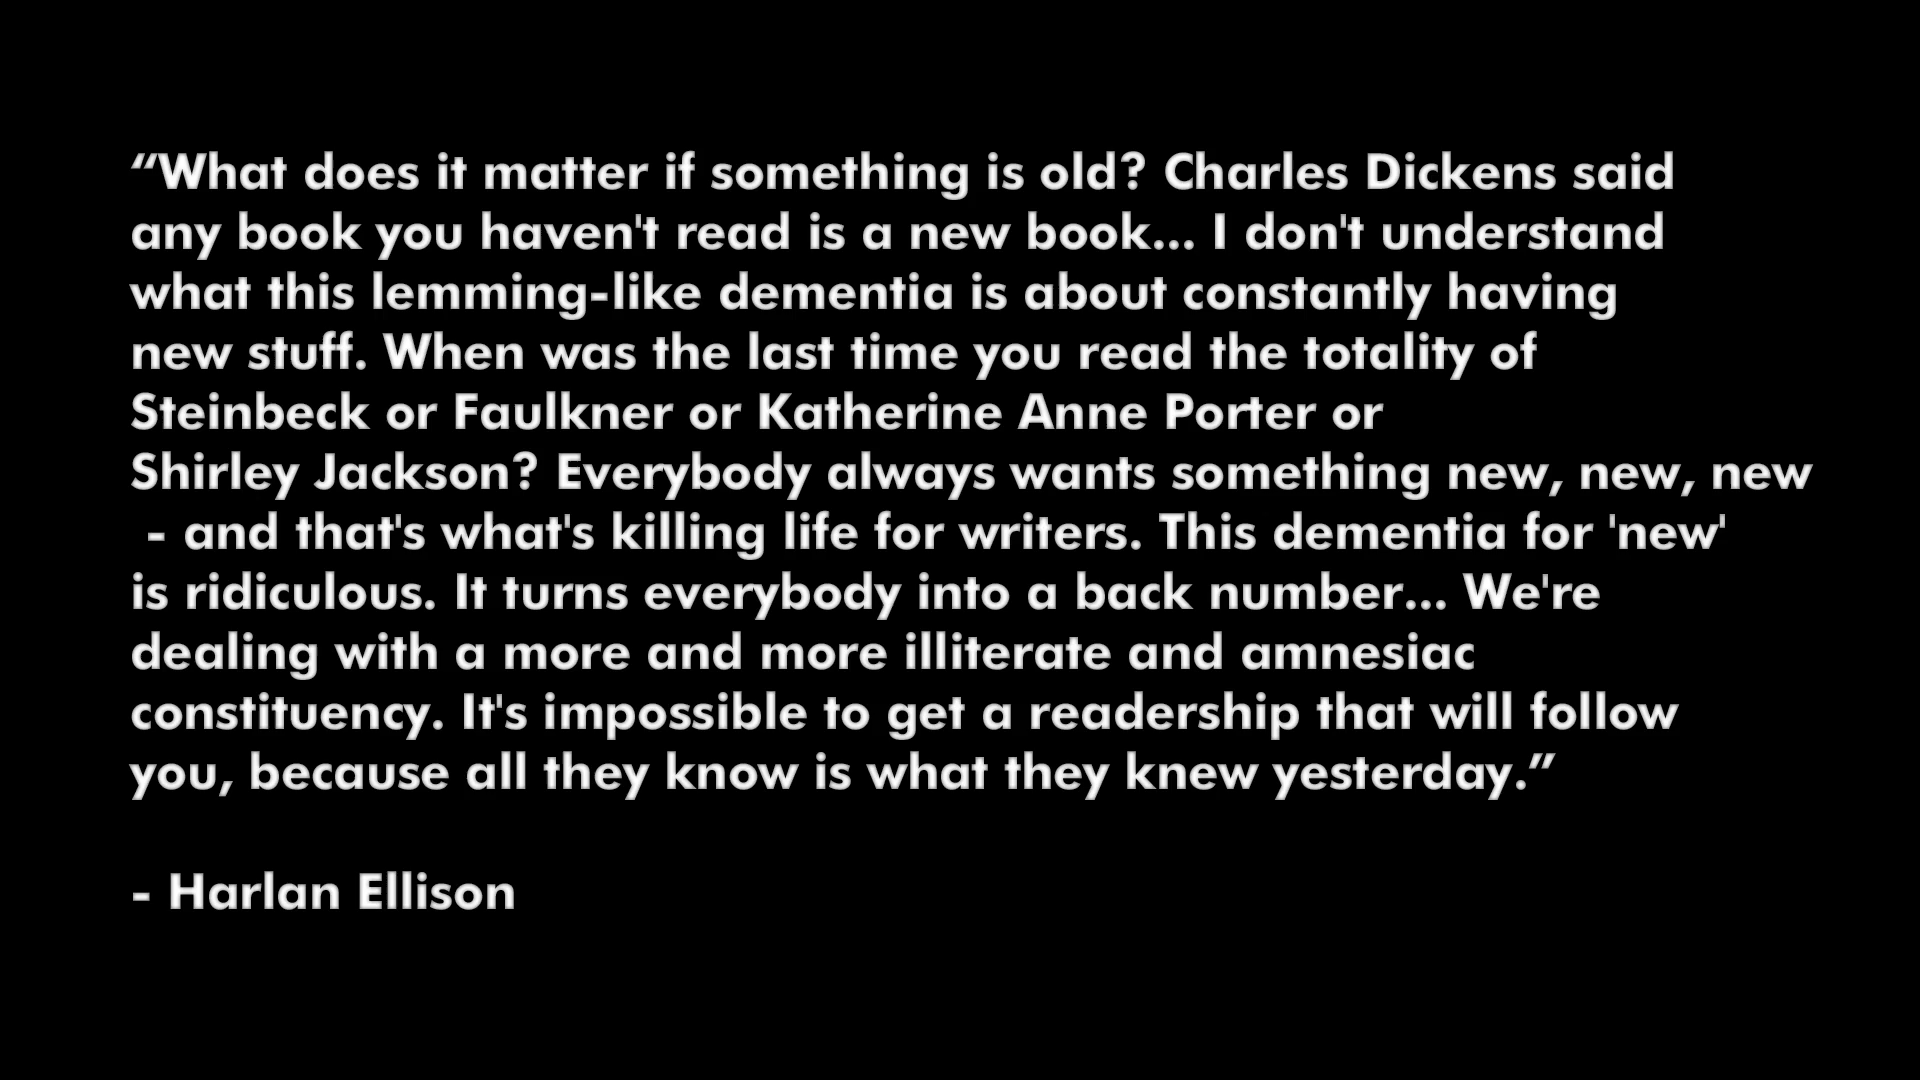 “What does it matter if something is old? Charles Dickens said
any book you haven't read is a new book... I don't understand
what this lemming-like dementia is about constantly having
new stuff. When was the last time you read the totality of
Steinbeck or Faulkner or Katherine Anne Porter or
Shirley Jackson? Everybody always wants something new, new, new
- and that's what's killing life for writers. This dementia for 'new'
is ridiculous. It turns everybody into a back number... We're
dealing with a more and more illiterate and amnesiac
constituency. It's impossible to get a readership that will follow
you, because all they know is what they knew yesterday.”
- Harlan Ellison